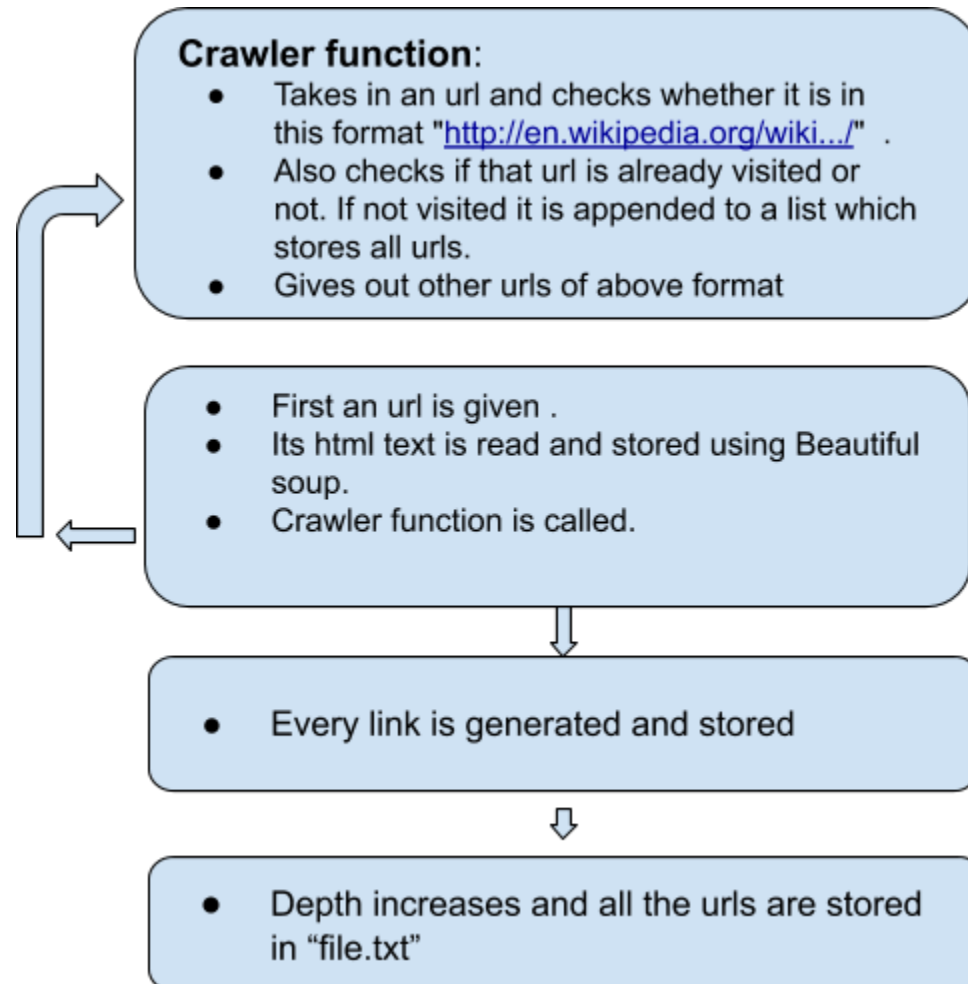 Crawler function:
● Takes in an url and checks whether it is in
this format "http://en.wikipedia.org/wiki.../" .
● Also checks if that url is already visited or
not. If not visited it is appended to a list which
stores all urls.
● Gives out other urls of above format
● First an url is given .
● Its html text is read and stored using Beautiful
soup.
● Crawler function is called.
● Every link is generated and stored
● Depth increases and all the urls are stored
in “file.txt”